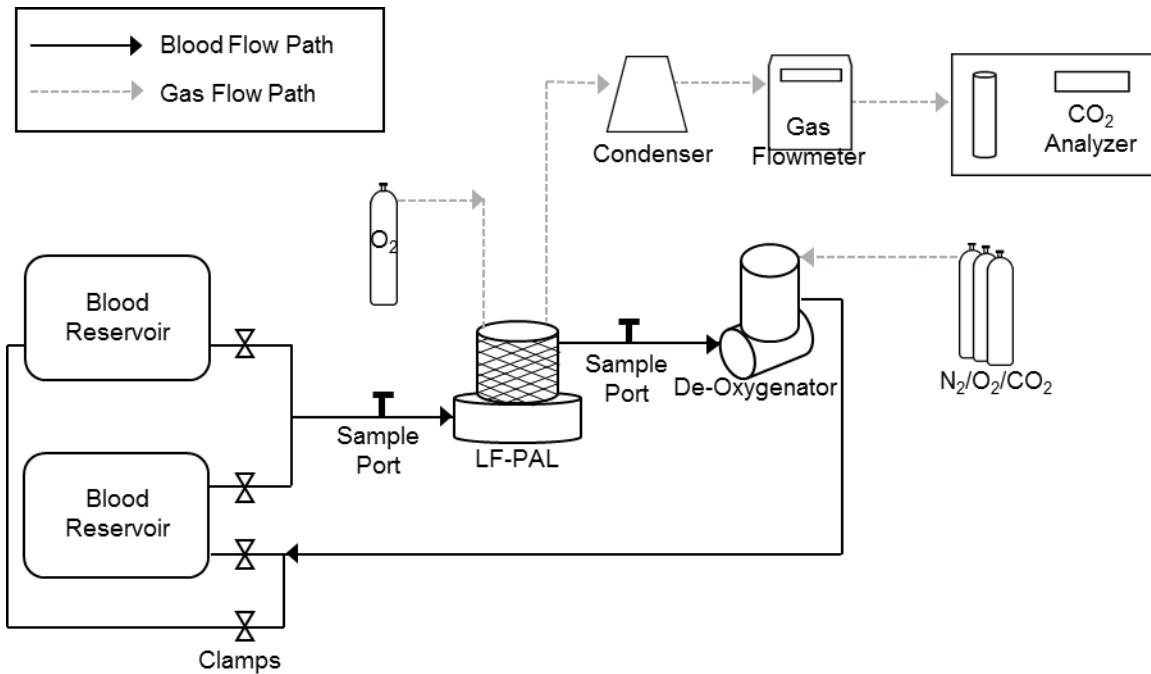 Blood Flow Path
Gas Flow Path
Condenser
Gas
Flowmeter
CO₂
Analyzer
O₂
Blood
Reservoir
Sample
Port
De-Oxygenator
N₂/O₂/CO₂
Sample
Port
LF-PAL
Blood
Reservoir
Clamps